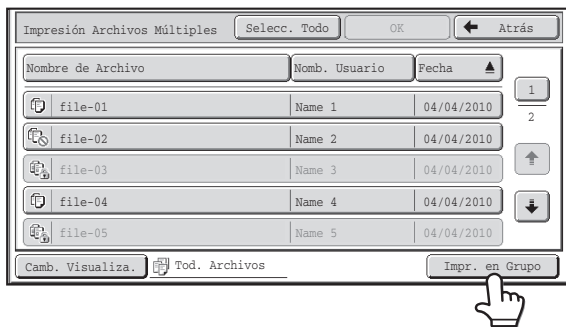 Impresión Archivos Múltiples Selecc. Todo OK Atrás
Nombre de Archivo Nomb. Usuario Fecha
1
file-01 Name 1 04/04/2010
2
file-02 Name 2 04/04/2010
file-03 Name 3 04/04/2010
file-04 Name 4 04/04/2010
file-05 Name 5 04/04/2010
Camb. Visualiza. Tod. Archivos Impr. en Grupo